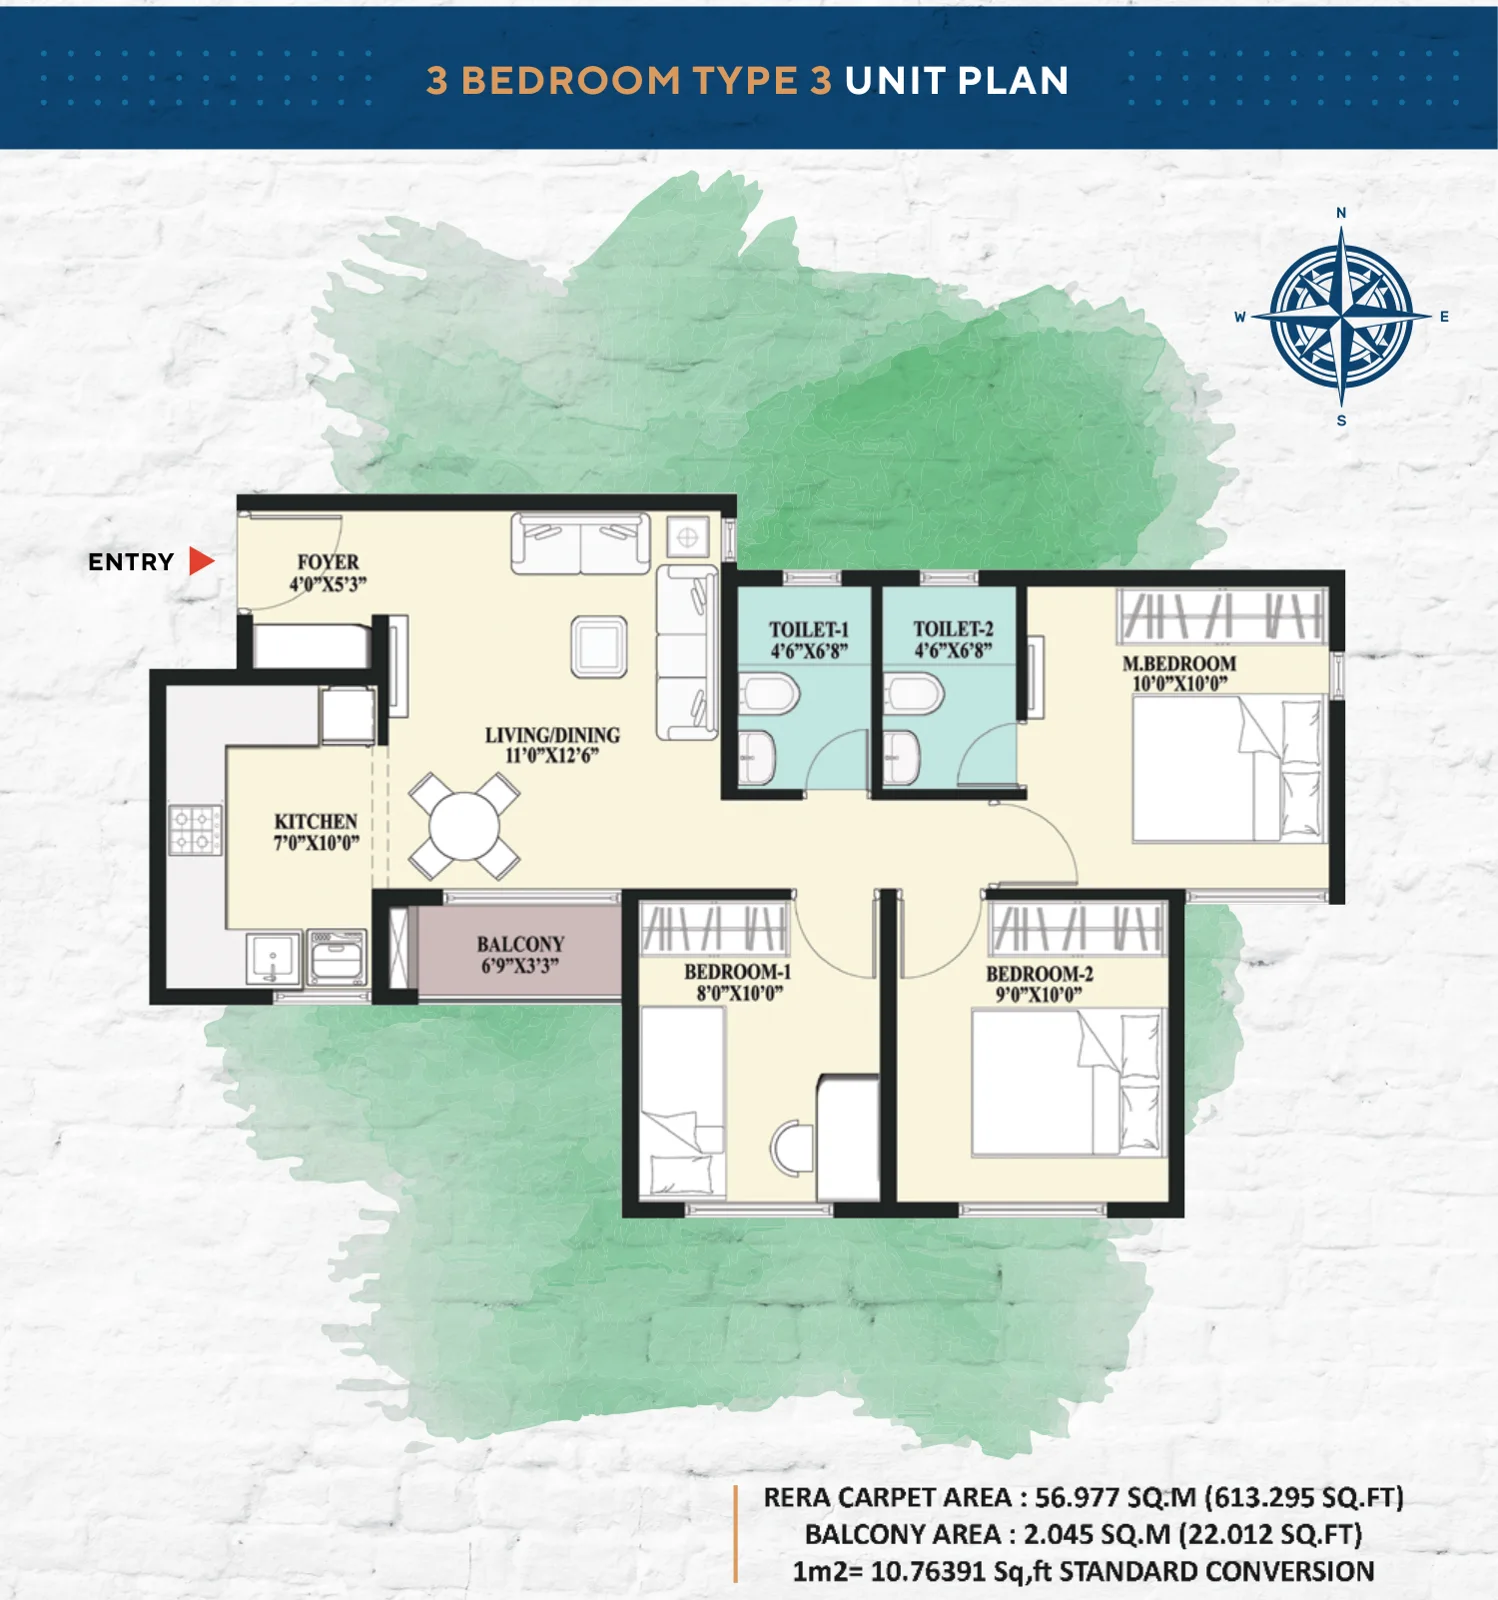 3 BEDROOM TYPE 3 UNIT PLAN
N
W
E
S
ENTRY
FOYER
4'0"X5'3"
TOILET-1
4'6"X6'8"
TOILET-2
4'6"X6'8"
M.BEDROOM
10'0"X10'0"
LIVING/DINING
11'0"X12'6"
KITCHEN
7'0"X10'0"
BALCONY
6'9"X3'3"
BEDROOM-1
8'0"X10'0"
BEDROOM-2
9'0"X10'0"
RERA CARPET AREA : 56.977 SQ.M (613.295 SQ.FT)
BALCONY AREA : 2.045 SQ.M (22.012 SQ.FT)
1m2= 10.76391 Sq,ft STANDARD CONVERSION